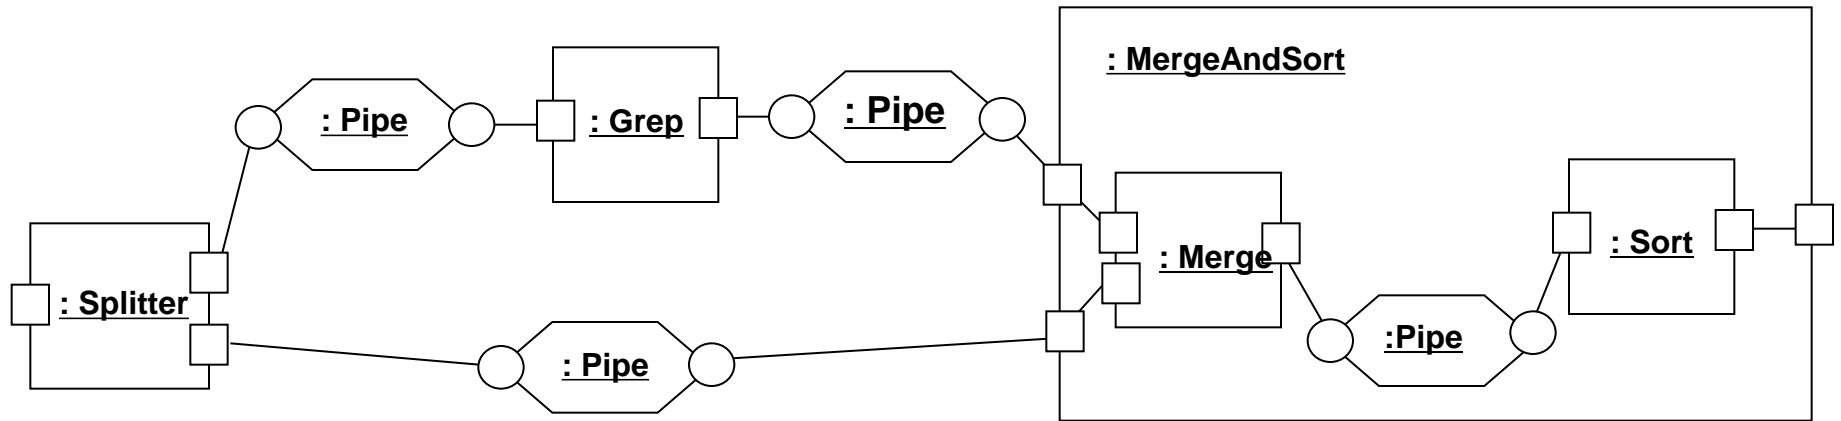 : MergeAndSort
: Pipe
: Grep
: Pipe
: Splitter
: Merge
: Sort
: Pipe
:Pipe